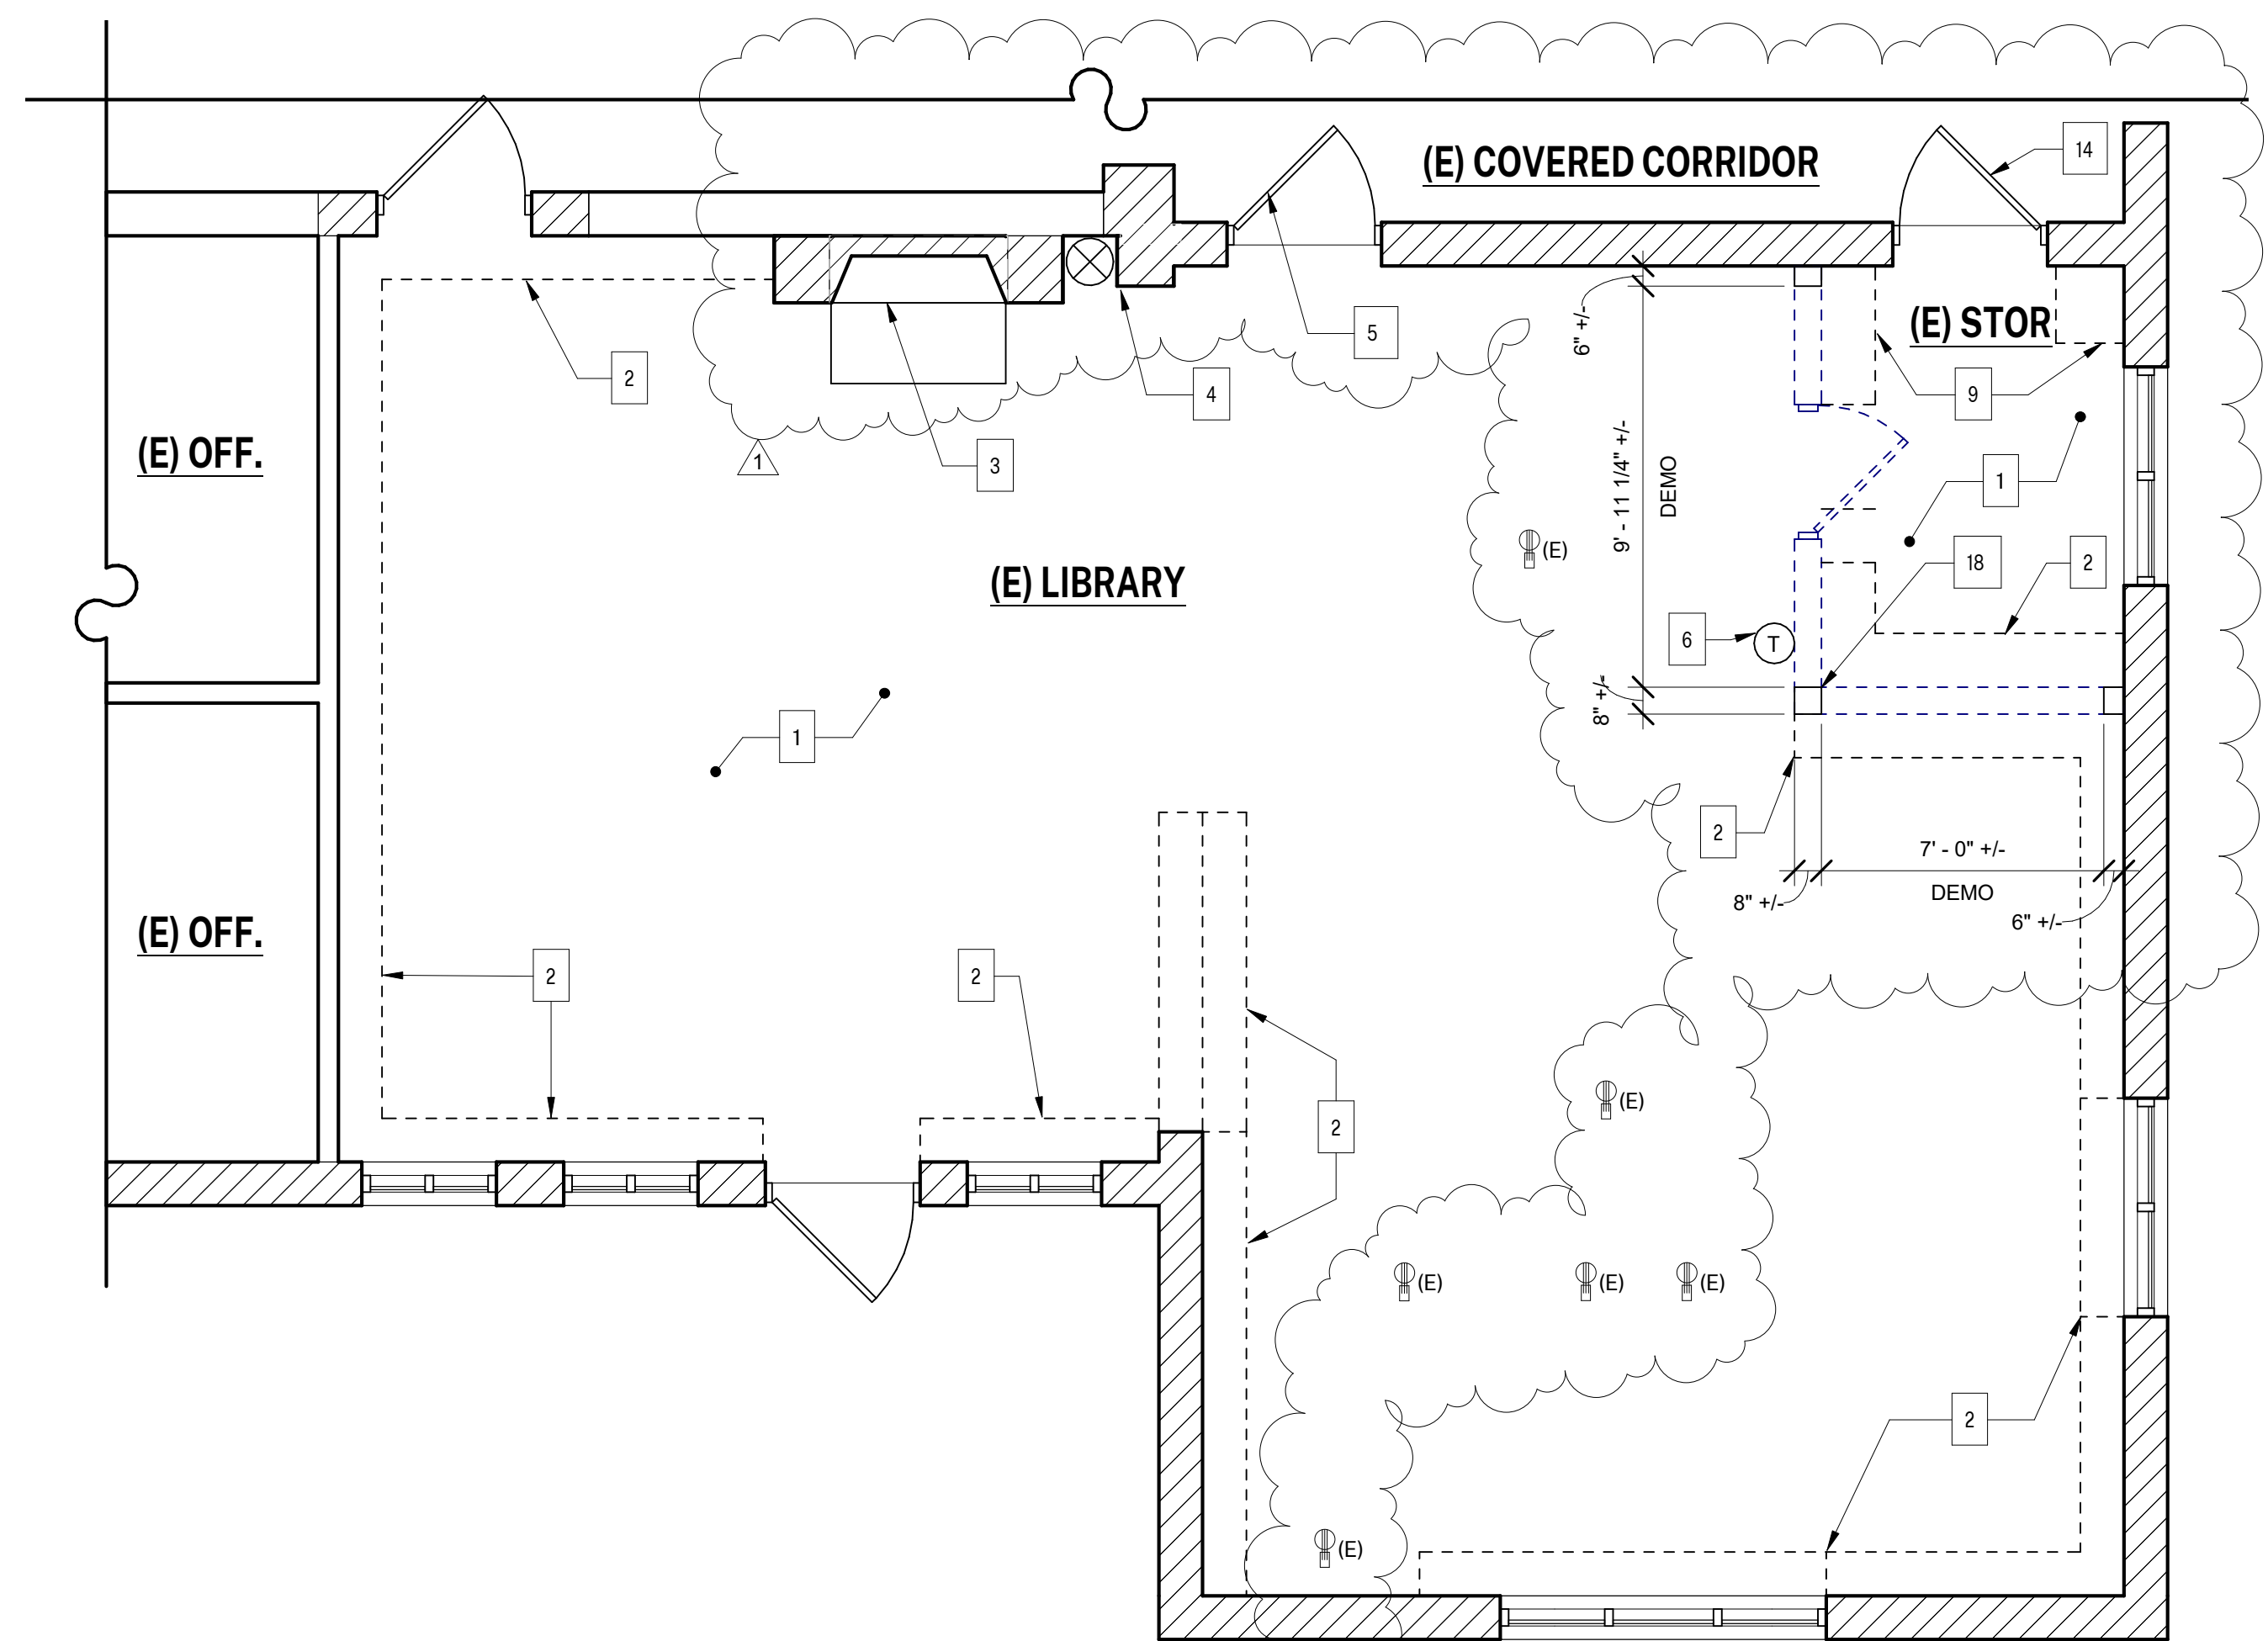 (E) COVERED CORRIDOR
14
(E) STOR
5
6" +/-
2
4
9
(E) OFF.
1
3
9' - 11 1/4" +/-
DEMO
1
(E)
18
2
(E) LIBRARY
6
T
8" +/-
1
2
7' - 0" +/-
DEMO
8" +/-
6" +/-
(E) OFF.
2
2
(E)
2
(E)
(E)
(E)
2
(E)